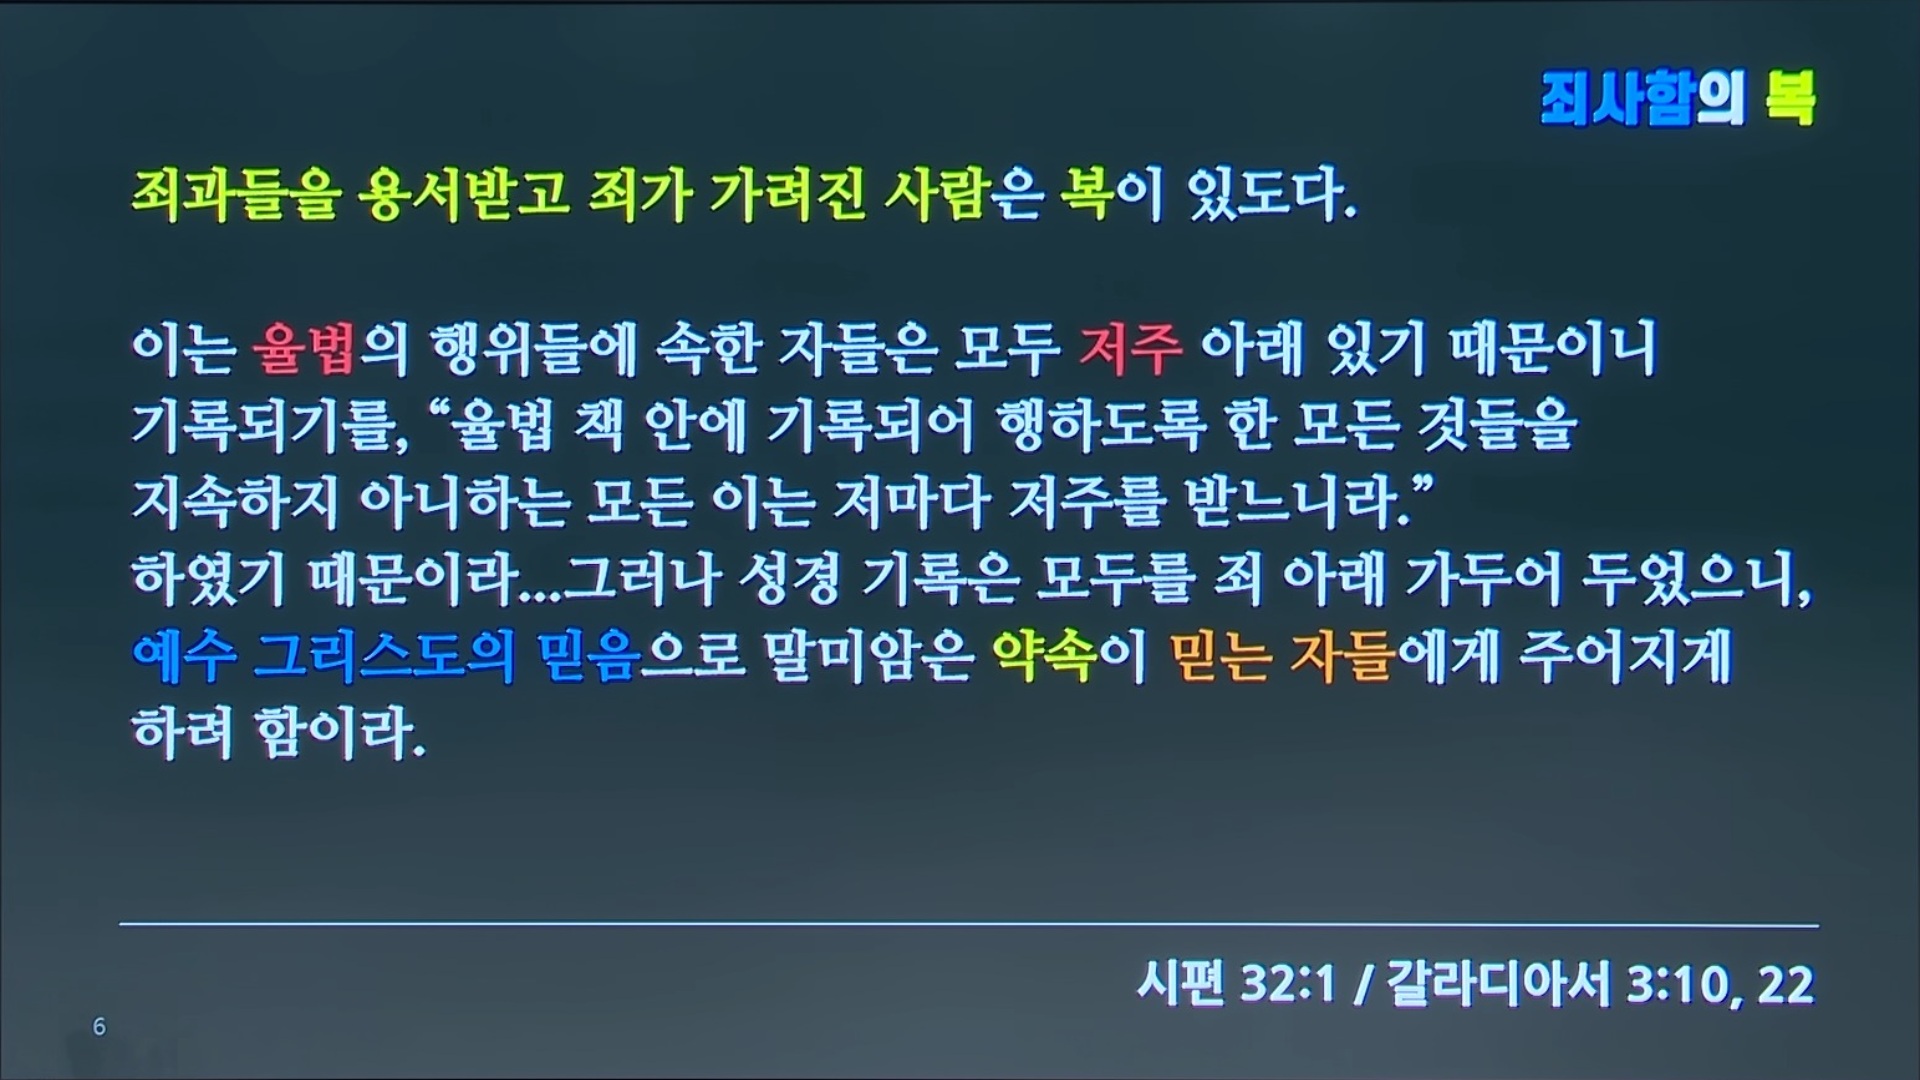 죄사함의 복
죄과들을 용서받고 죄가 가려진 사람은 복이 있도다.
이는 율법의 행위들에 속한 자들은 모두 저주 아래 있기 때문이니
기록되기를, “율법 책 안에 기록되어 행하도록 한 모든 것들을
지속하지 아니하는 모든 이는 저마다 저주를 받느니라.”
하였기 때문이라...그러나 성경 기록은 모두를 죄 아래 가두어 두었으니,
예수 그리스도의 믿음으로 말미암은 약속이 믿는 자들에게 주어지게
하려 함이라.
시편 32:1 / 갈라디아서 3:10, 22
6